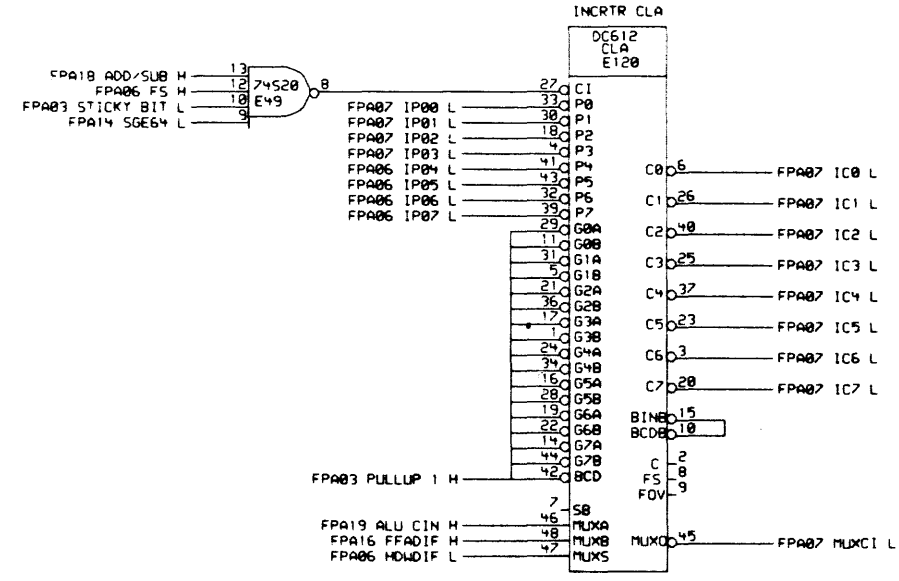 INCRTR CLA
DC612
CLA
E120
FPA18 ADD/SUB H 13
FPA06 FS H 12 74S20 8
FPA03 STICKY BIT L 10 E49
FPA14 SGE64 L 9
27 CI
FPA07 IP00 L 33 P0
FPA07 IP01 L 30 P1
FPA07 IP02 L 18 P2
FPA07 IP03 L 4 P3
FPA06 IP04 L 41 P4 C0 6 FPA07 IC0 L
FPA06 IP05 L 43 P5
FPA06 IP06 L 32 P6 C1 26 FPA07 IC1 L
FPA06 IP07 L 39 P7
29 G0A C2 40 FPA07 IC2 L
11 G0B
31 G1A C3 25 FPA07 IC3 L
5 G1B
21 G2A C4 37 FPA07 IC4 L
36 G2B
17 G3A C5 23 FPA07 IC5 L
1 G3B
24 G4A C6 3 FPA07 IC6 L
34 G4B
16 G5A C7 20 FPA07 IC7 L
28 G5B
19 G6A BINB 15
22 G6B BCDB 10
14 G7A
44 G7B C 2
FPA03 PULLUP 1 H 42 BCD FS 8
FOV 9
7 SB
FPA19 ALU CIN H 46 MUXA
FPA16 FFADIF H 48 MUXB MUXO 45 FPA07 MUXCI L
FPA06 HDWDIF L 47 MUXS